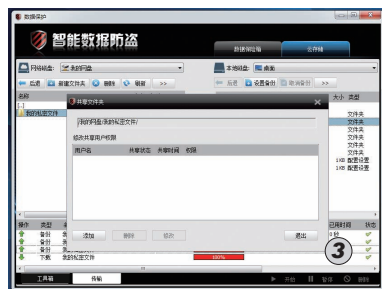 数据保护
智能数据防盗
数据保险箱
云存储
网络磁盘: 我的网盘
本地磁盘: 桌面
后退 新建文件夹 删除 刷新 >>
后退 设置备份 取消备份 >>
名称
大小 类型
[..]
我的私密文件
共享文件夹
/我的网盘/我的私密文件/
修改共享用户权限
用户名 共享状态 共享时间 权限
文件夹
文件夹
文件夹
文件夹
文件夹
文件夹
1KB 配置设置
1KB 配置设置
添加 删除 修改 退出
操作 类型
已用时间 状态
备份
备份
备份
下载 我的私密文件 100%
3
工具箱 传输
开始 暂停 删除